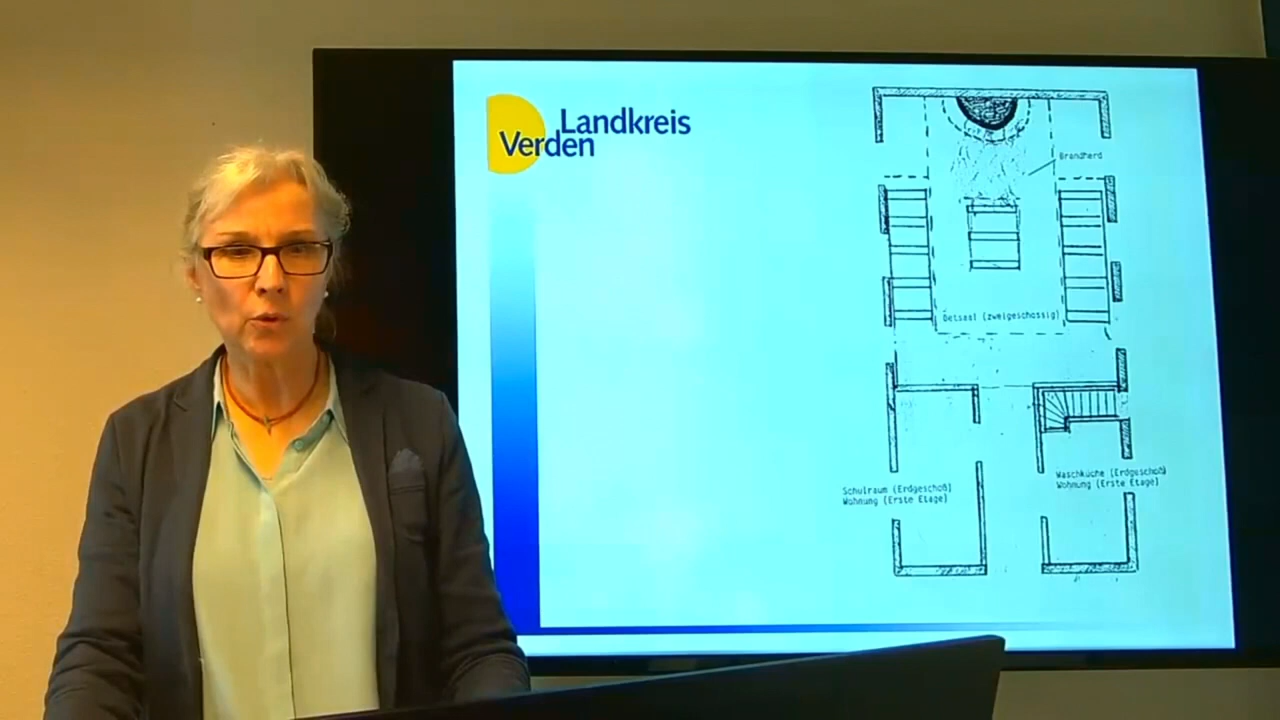 Landkreis
Verden
Brandherd
Betsaal (zweigeschossig)
Schulraum (Erdgeschoß)
Wohnung (Erste Etage)
Waschküche (Erdgeschoß)
Wohnung (Erste Etage)